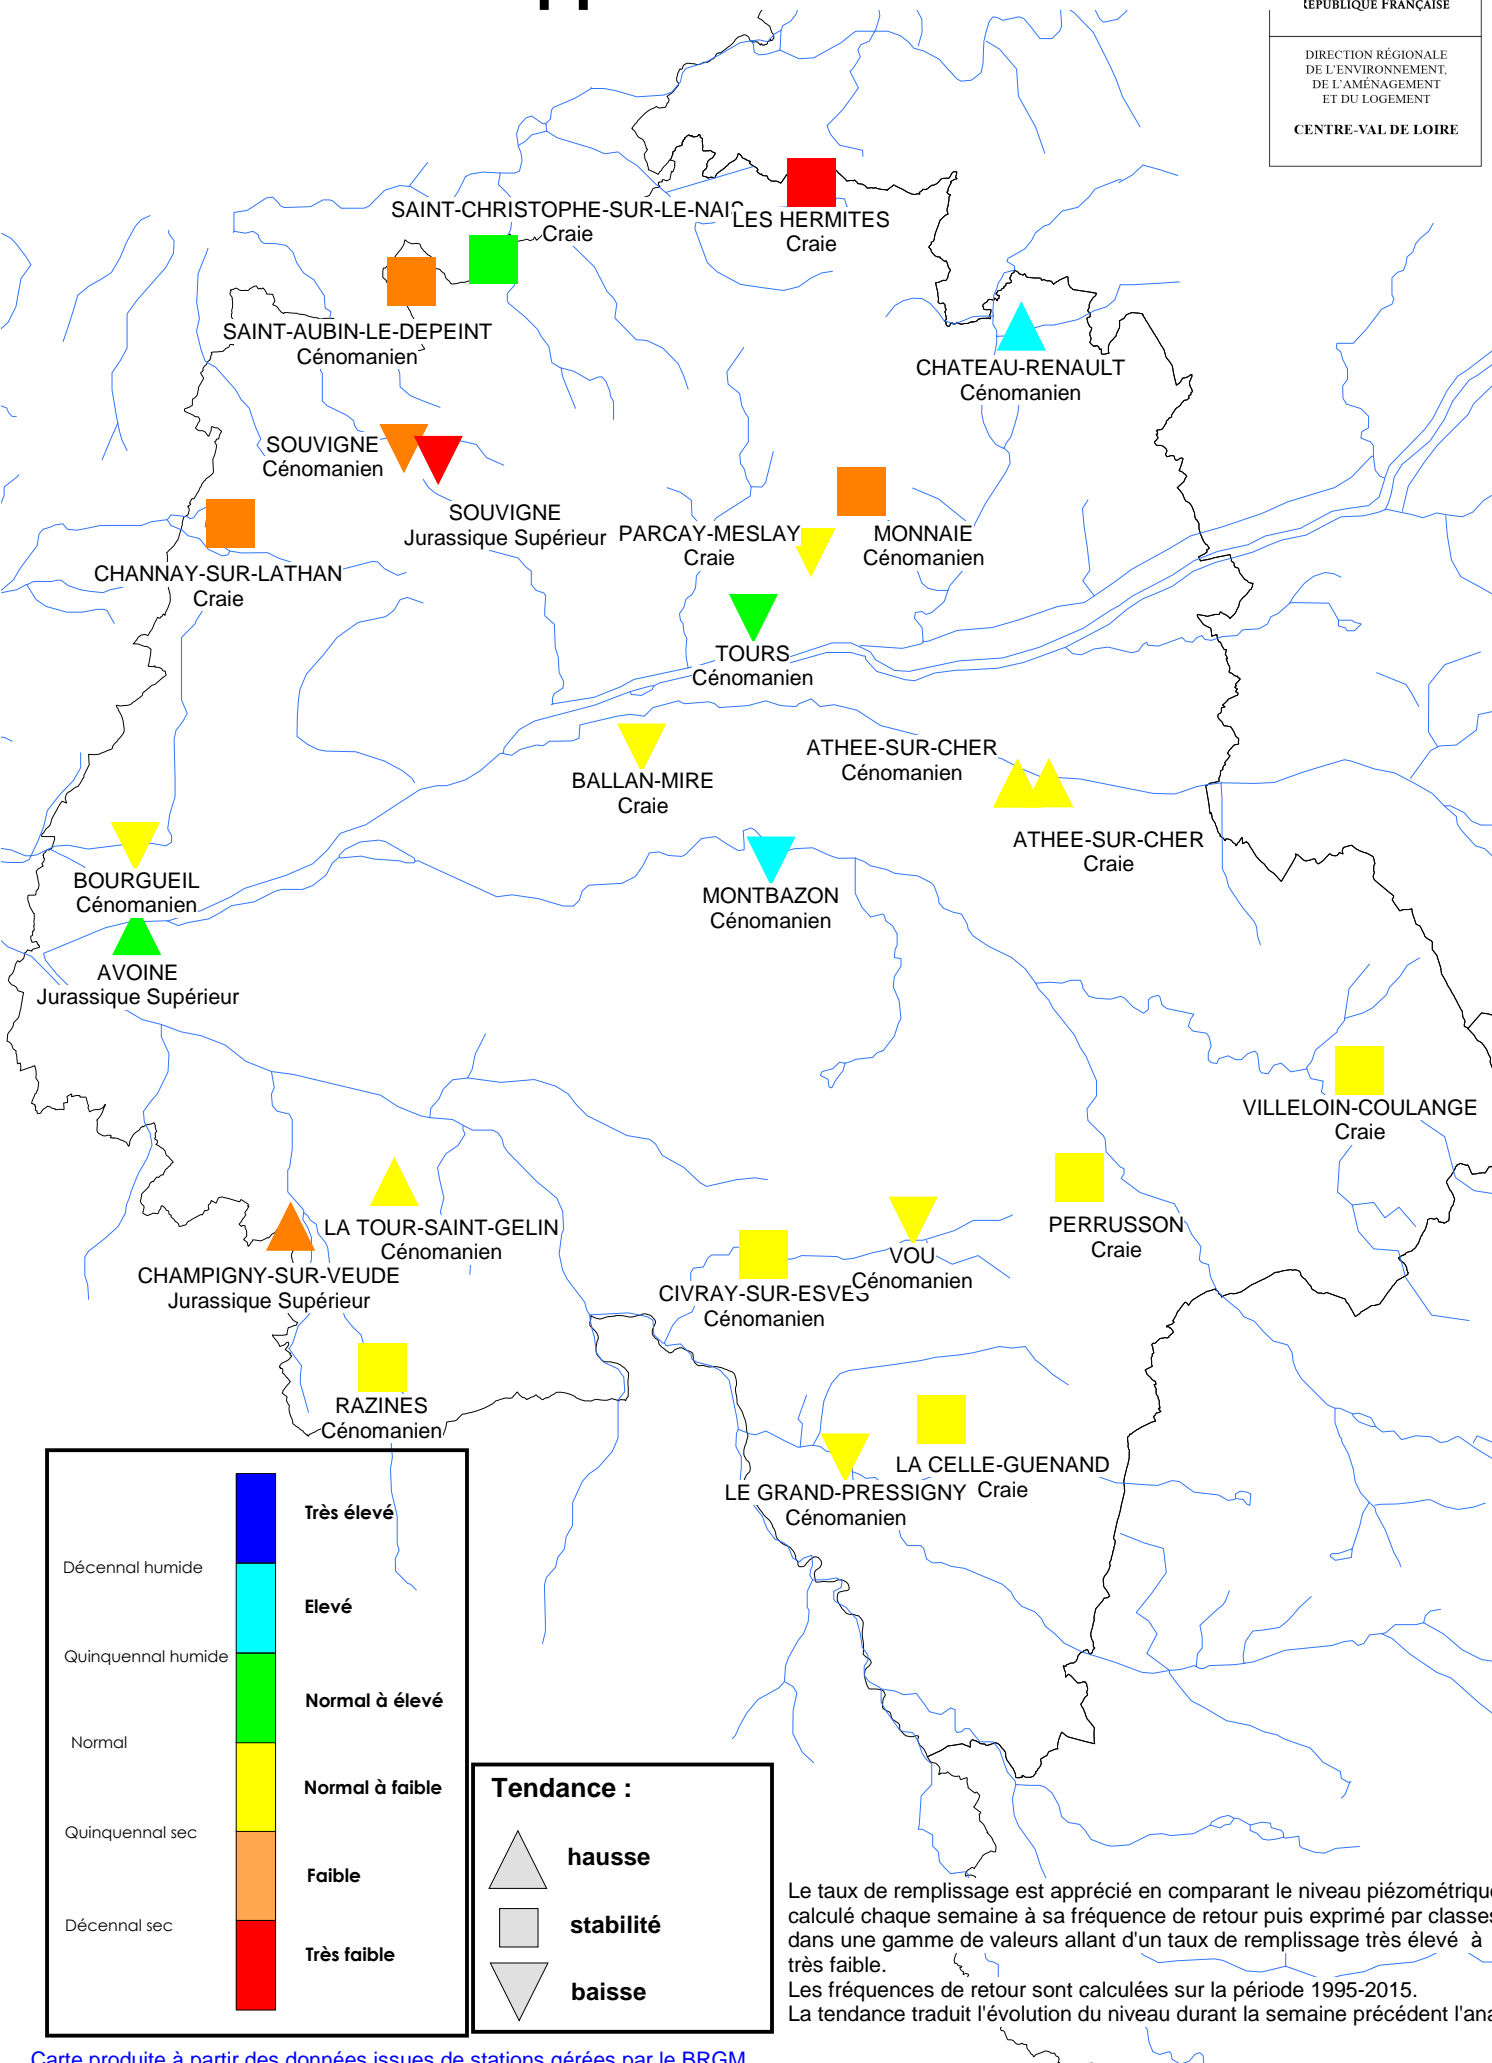 RÉPUBLIQUE FRANÇAISE
DIRECTION RÉGIONALE
DE L'ENVIRONNEMENT,
DE L'AMÉNAGEMENT
ET DU LOGEMENT
CENTRE-VAL DE LOIRE
SAINT-CHRISTOPHE-SUR-LE-NAIS
Craie
LES HERMITES
Craie
SAINT-AUBIN-LE-DEPEINT
Cénomanien
CHATEAU-RENAULT
Cénomanien
SOUVIGNE
Cénomanien
SOUVIGNE
Jurassique Supérieur
PARCAY-MESLAY
Craie
MONNAIE
Cénomanien
CHANNAY-SUR-LATHAN
Craie
TOURS
Cénomanien
ATHEE-SUR-CHER
Cénomanien
BALLAN-MIRE
Craie
ATHEE-SUR-CHER
Craie
BOURGUEIL
Cénomanien
MONTBAZON
Cénomanien
AVOINE
Jurassique Supérieur
VILLELOIN-COULANGE
Craie
LA TOUR-SAINT-GELIN
Cénomanien
PERRUSSON
Craie
VOU
Cénomanien
CHAMPIGNY-SUR-VEUDE
Jurassique Supérieur
CIVRAY-SUR-ESVES
Cénomanien
RAZINES
Cénomanien
LA CELLE-GUENAND
Craie
LE GRAND-PRESSIGNY
Cénomanien
Très élevé
Décennal humide
Elevé
Quinquennal humide
Normal à élevé
Normal
Normal à faible
Quinquennal sec
Faible
Décennal sec
Très faible
Tendance :
hausse
stabilité
baisse
Le taux de remplissage est apprécié en comparant le niveau piézométrique
calculé chaque semaine à sa fréquence de retour puis exprimé par classes
dans une gamme de valeurs allant d'un taux de remplissage très élevé à
très faible.
Les fréquences de retour sont calculées sur la période 1995-2015.
La tendance traduit l'évolution du niveau durant la semaine précédent l'ana
Carte produite à partir des données issues de stations gérées par le BRGM